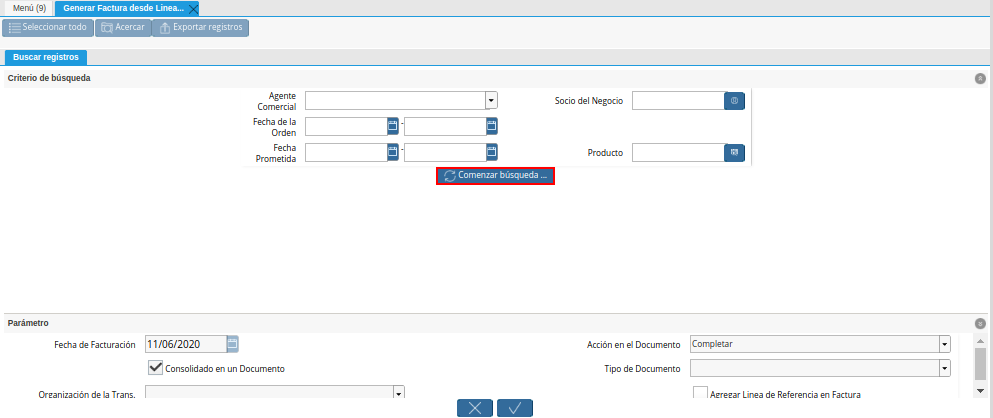 Menú (9) Generar Factura desde Linea...
Seleccionar todo Acercar Exportar registros
Buscar registros
Criterio de búsqueda
Agente Comercial Socio del Negocio
Fecha de la Orden -
Fecha Prometida - Producto
Comenzar búsqueda ...
Parámetro
Fecha de Facturación 11/06/2020 Acción en el Documento Completar
Consolidado en un Documento Tipo de Documento
Organización de la Trans. Agregar Linea de Referencia en Factura